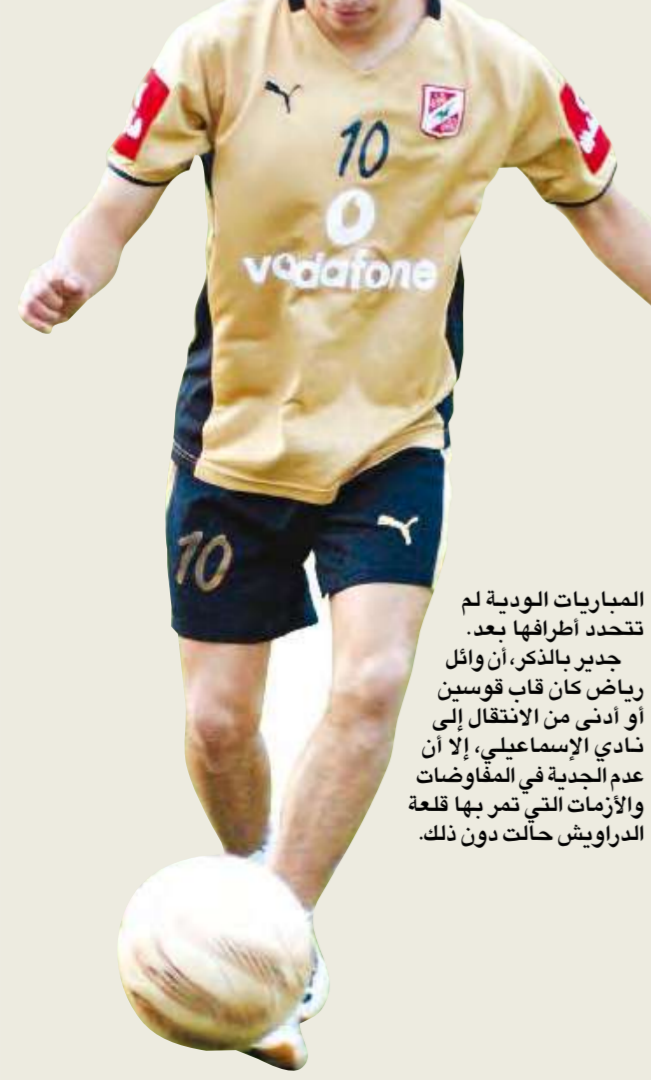 10
vodafone
10
المباريات الودية لم
تتحدد أطرافها بعد.
جدير بالذكر، أن وائل
رياض كان قاب قوسين
أو أدنى من الانتقال إلى
نادي الإسماعيلي، إلا أن
عدم الجدية في المفاوضات
والأزمات التي تمر بها قلعة
الدراويش حالت دون ذلك.